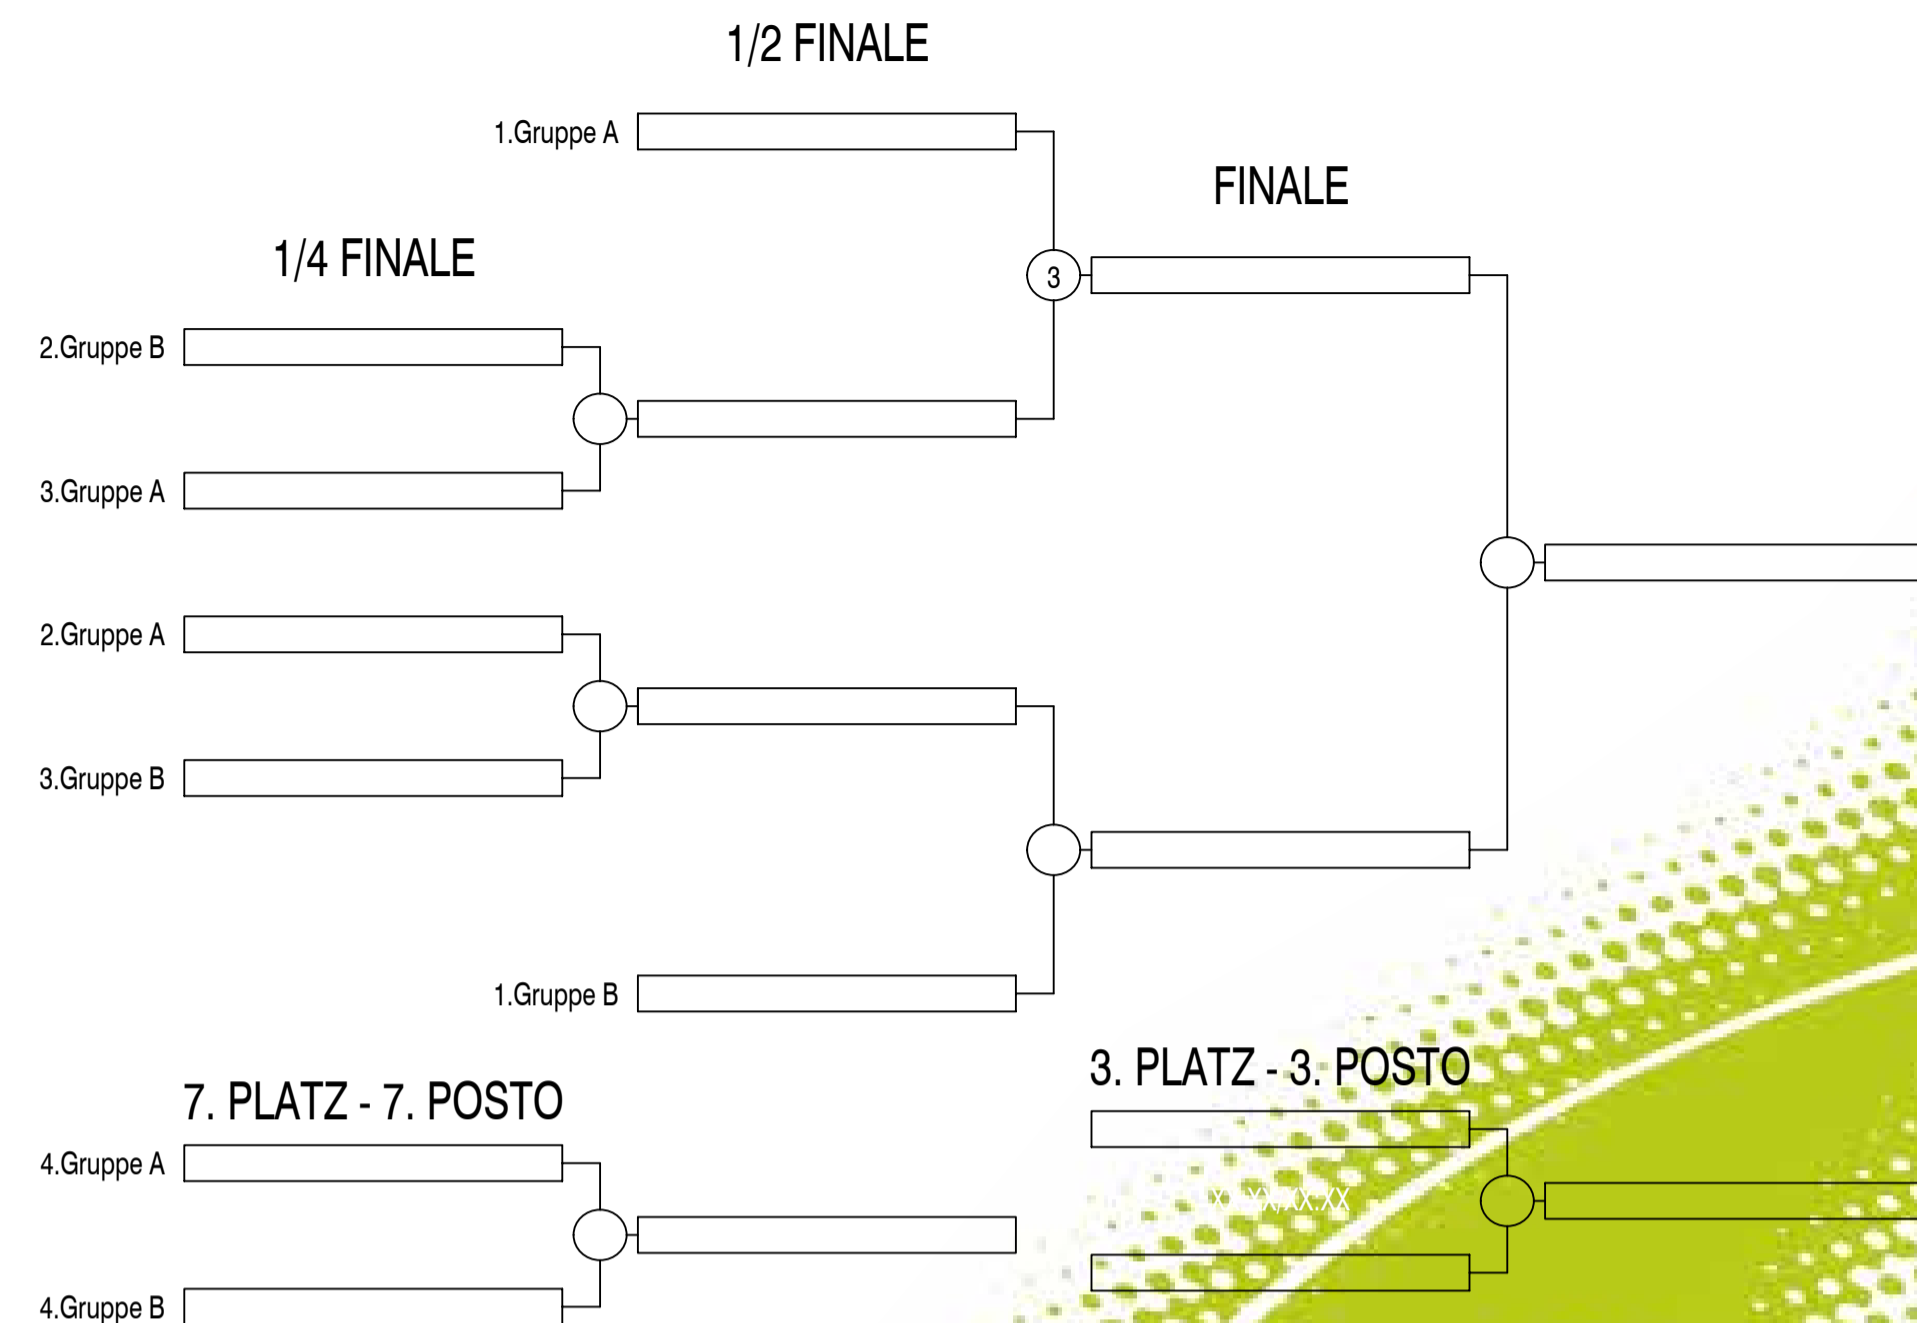 1/2 FINALE
1.Gruppe A
FINALE
1/4 FINALE
3
2.Gruppe B
3.Gruppe A
2.Gruppe A
3.Gruppe B
1.Gruppe B
3. PLATZ - 3. POSTO
7. PLATZ - 7. POSTO
4.Gruppe A
4.Gruppe B